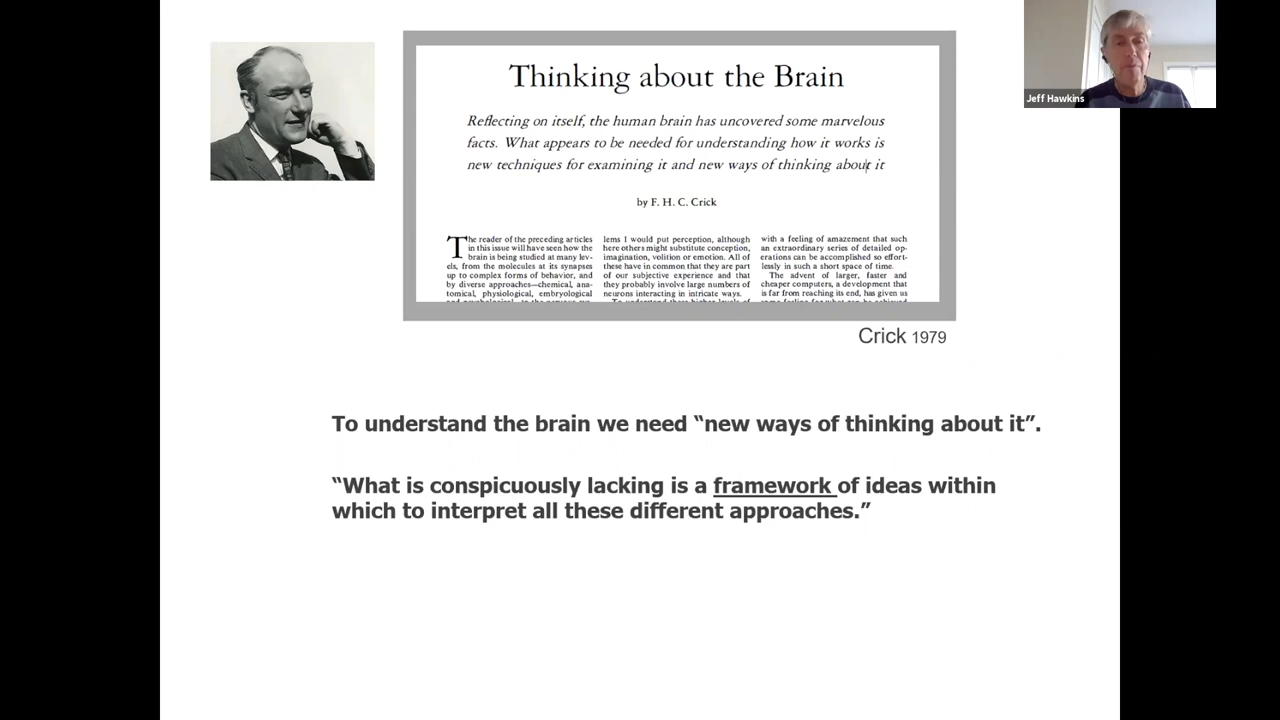 Jeff Hawkins
Thinking about the Brain
Reflecting on itself, the human brain has uncovered some marvelous
facts. What appears to be needed for understanding how it works is
new techniques for examining it and new ways of thinking about it
by F. H. C. Crick
The reader of the preceding articles
in this issue will have seen how the
brain is being studied at many lev-
els, from the molecules at its synapses
up to complex forms of behavior, and
by diverse approaches—chemical, ana-
tomical, physiological, embryological
lems I would put perception, although
here others might substitute conception,
imagination, volition or emotion. All of
these have in common that they are part
of our subjective experience and that
they probably involve large numbers of
neurons interacting in intricate ways.
with a feeling of amazement that such
an extraordinary series of detailed op-
erations can be accomplished so effort-
lessly in such a short space of time.
The advent of larger, faster and
cheaper computers, a development that
is far from reaching its end, has given us
Crick 1979
To understand the brain we need “new ways of thinking about it”.
“What is conspicuously lacking is a framework of ideas within
which to interpret all these different approaches.”